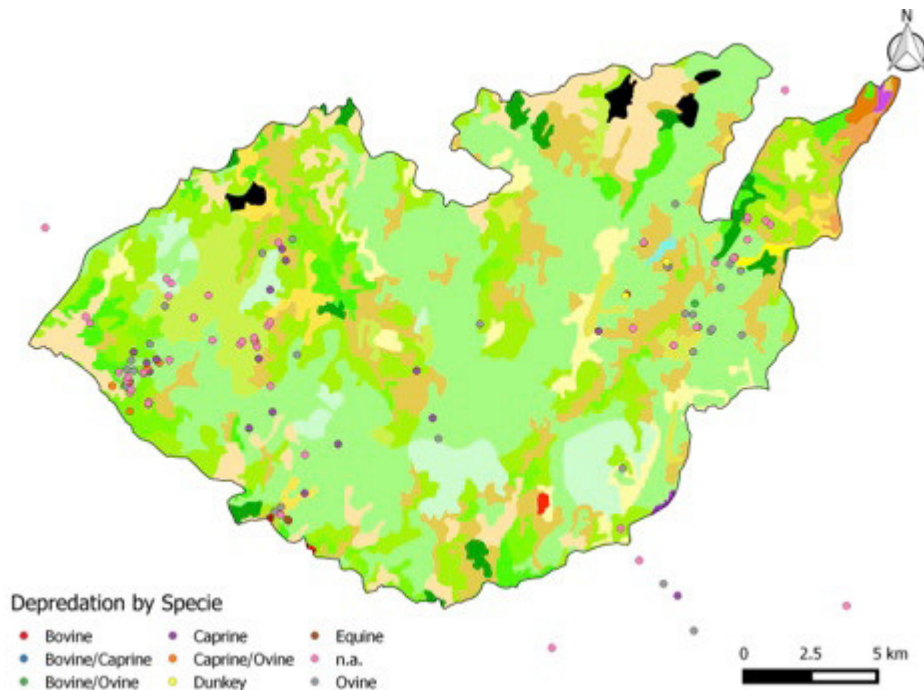 N
Depredation by Specie
Bovine
Caprine
Equine
Bovine/Caprine
Caprine/Ovine
n.a.
Bovine/Ovine
Dunkey
Ovine
0 2.5 5 km